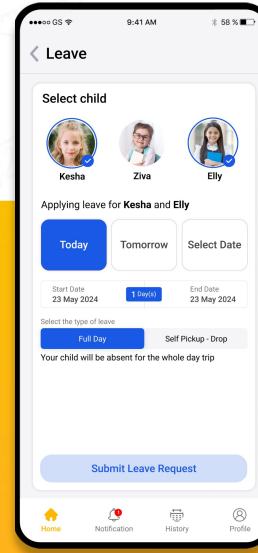 GS 9:41 AM 58 %
Leave
Select child
Kesha Ziva Elly
Applying leave for Kesha and Elly
Today Tomorrow Select Date
Start Date 1 Day(s) End Date
23 May 2024 23 May 2024
Select the type of leave
Full Day Self Pickup - Drop
Your child will be absent for the whole day trip
Submit Leave Request
Home Notification History Profile